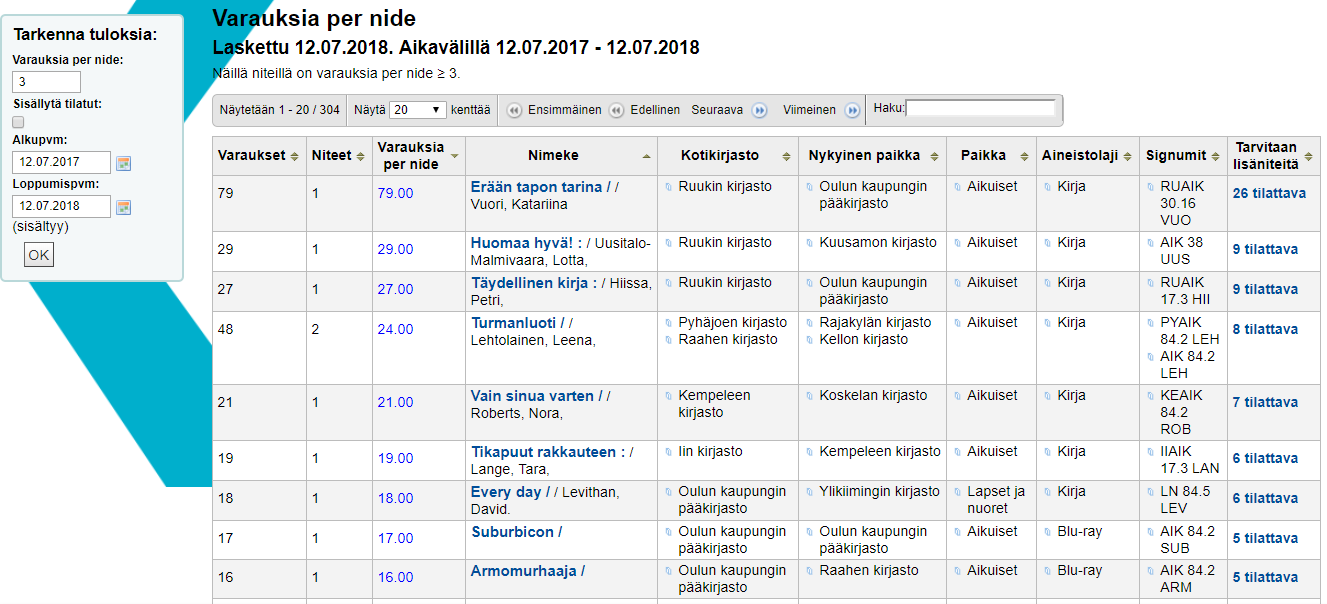 Tarkenna tuloksia:
Varauksia per nide:
3
Sisällytä tilatut:
Alkupvm:
12.07.2017
Loppumispvm:
12.07.2018
(sisältyy)
OK
Varauksia per nide
Laskettu 12.07.2018. Aikavälillä 12.07.2017 - 12.07.2018
Näillä niteillä on varauksia per nide ≥ 3.
Näytetään 1 - 20 / 304 Näytä 20 kenttää Ensimmäinen Edellinen Seuraava Viimeinen Haku:
Varaukset Niteet Varauksia per nide Nimeke Kotikirjasto Nykyinen paikka Paikka Aineistolaji Signumit Tarvitaan lisäniteitä
79 1 79.00 Erään tapon tarina / / Ruukin kirjasto Oulun kaupungin Aikuiset Kirja RUAIK 26 tilattava
Vuori, Katariina pääkirjasto 30.16
VUO
29 1 29.00 Huomaa hyvä! : / Uusitalo- Ruukin kirjasto Kuusamon kirjasto Aikuiset Kirja AIK 38 9 tilattava
Malmivaara, Lotta, UUS
27 1 27.00 Täydellinen kirja : / Hiissa, Ruukin kirjasto Oulun kaupungin Aikuiset Kirja RUAIK 9 tilattava
Petri, pääkirjasto 17.3 HII
48 2 24.00 Turmanluoti / / Pyhäjoen kirjasto Rajakylän kirjasto Aikuiset Kirja PYAIK 8 tilattava
Lehtolainen, Leena, Raahen kirjasto Kellon kirjasto 84.2 LEH
AIK 84.2
LEH
21 1 21.00 Vain sinua varten / / Kempeleen Koskelan kirjasto Aikuiset Kirja KEAIK 7 tilattava
Roberts, Nora, kirjasto 84.2
ROB
19 1 19.00 Tikapuut rakkauteen : / Iin kirjasto Kempeleen kirjasto Aikuiset Kirja IIAIK 6 tilattava
Lange, Tara, 17.3 LAN
18 1 18.00 Every day / / Levithan, Oulun kaupungin Ylikiimingin kirjasto Lapset ja Kirja LN 84.5 6 tilattava
David. pääkirjasto nuoret LEV
17 1 17.00 Suburbicon / Oulun kaupungin Oulun kaupungin Aikuiset Blu-ray AIK 84.2 5 tilattava
pääkirjasto pääkirjasto SUB
16 1 16.00 Armomurhaaja / Oulun kaupungin Raahen kirjasto Aikuiset Blu-ray AIK 84.2 5 tilattava
pääkirjasto ARM